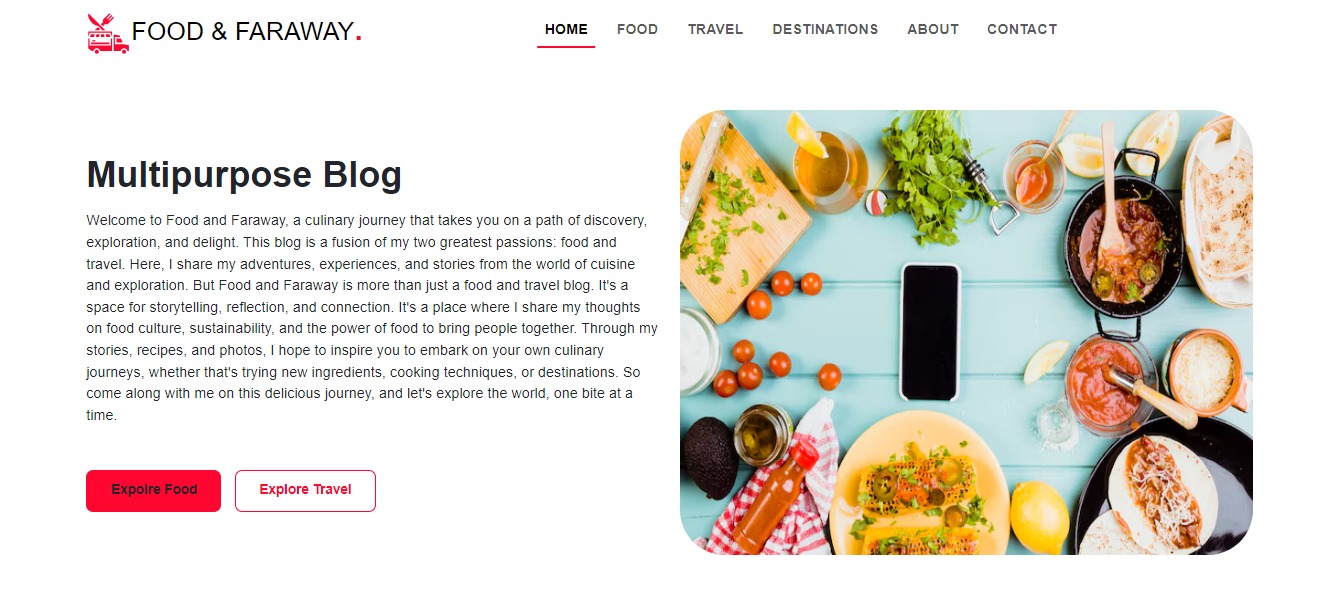 FOOD & FARAWAY.
HOME FOOD TRAVEL DESTINATIONS ABOUT CONTACT
Multipurpose Blog
Welcome to Food and Faraway, a culinary journey that takes you on a path of discovery,
exploration, and delight. This blog is a fusion of my two greatest passions: food and
travel. Here, I share my adventures, experiences, and stories from the world of cuisine
and exploration. But Food and Faraway is more than just a food and travel blog. It's a
space for storytelling, reflection, and connection. It's a place where I share my thoughts
on food culture, sustainability, and the power of food to bring people together. Through my
stories, recipes, and photos, I hope to inspire you to embark on your own culinary
journeys, whether that's trying new ingredients, cooking techniques, or destinations. So
come along with me on this delicious journey, and let's explore the world, one bite at a
time.
Expolre Food Explore Travel